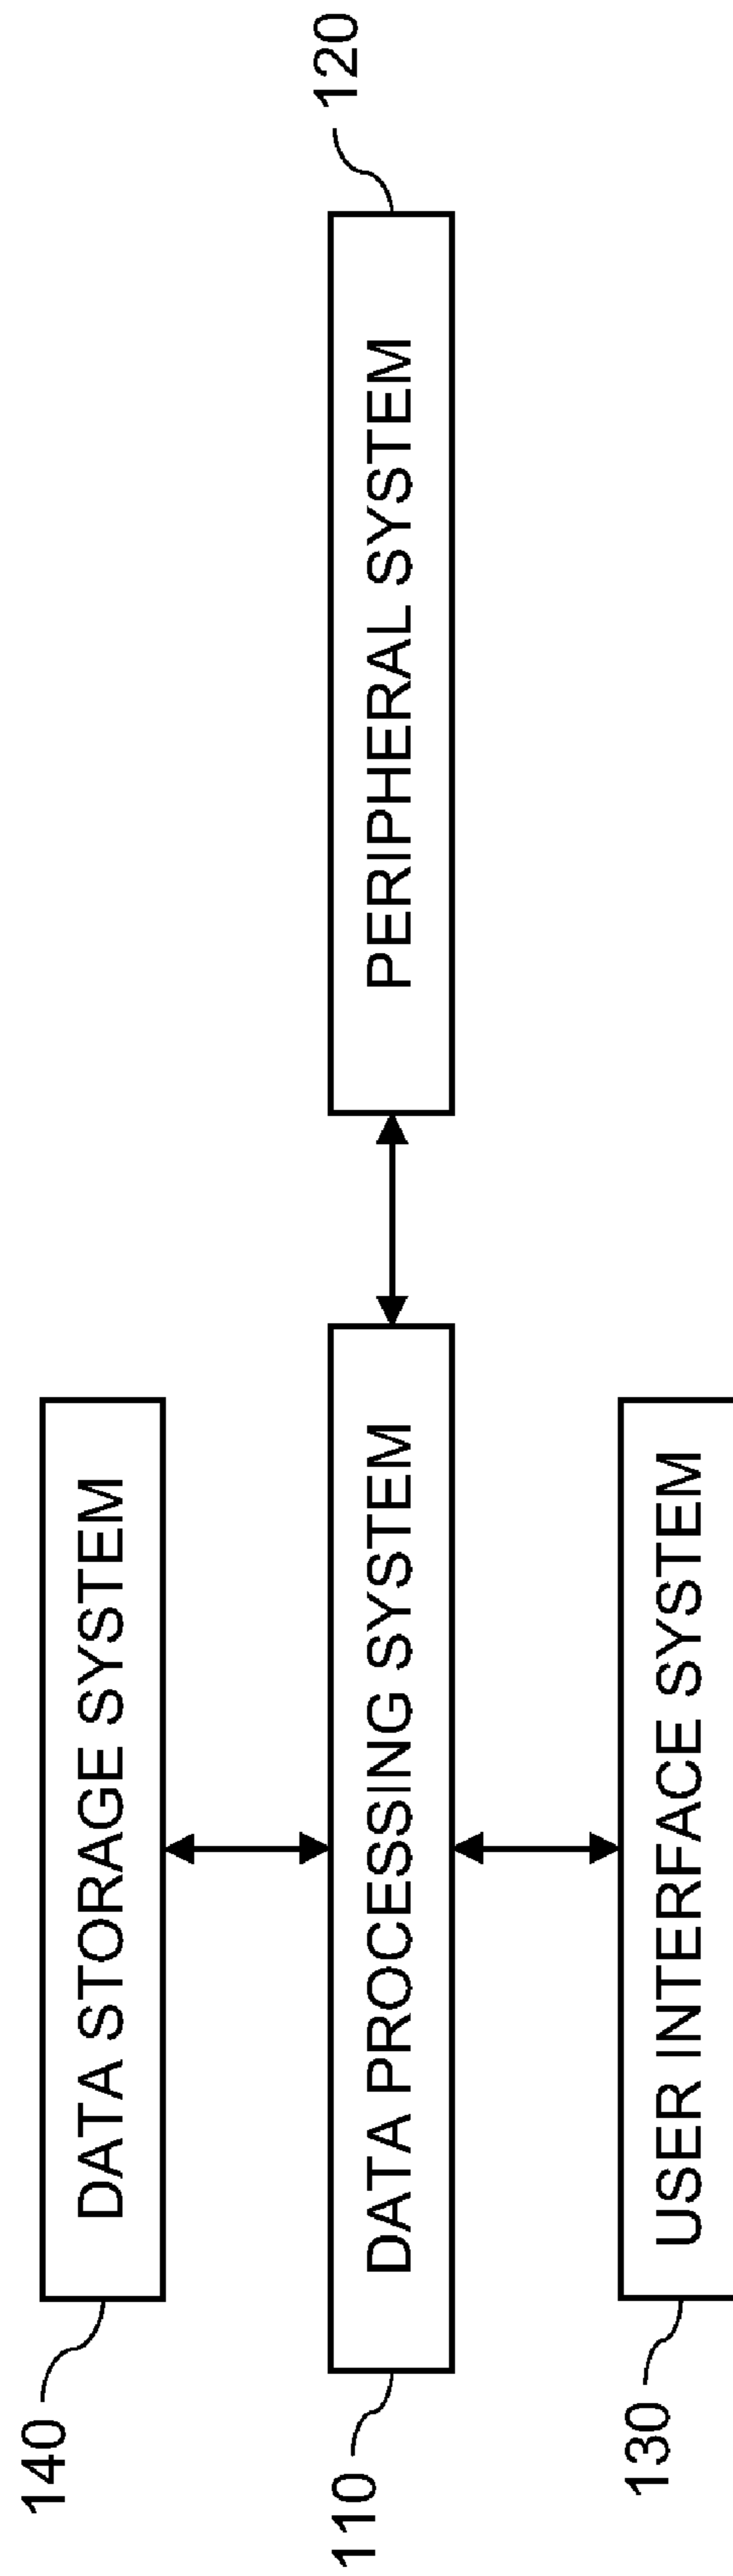 140
DATA STORAGE SYSTEM
110
DATA PROCESSING SYSTEM
PERIPHERAL SYSTEM
120
130
USER INTERFACE SYSTEM